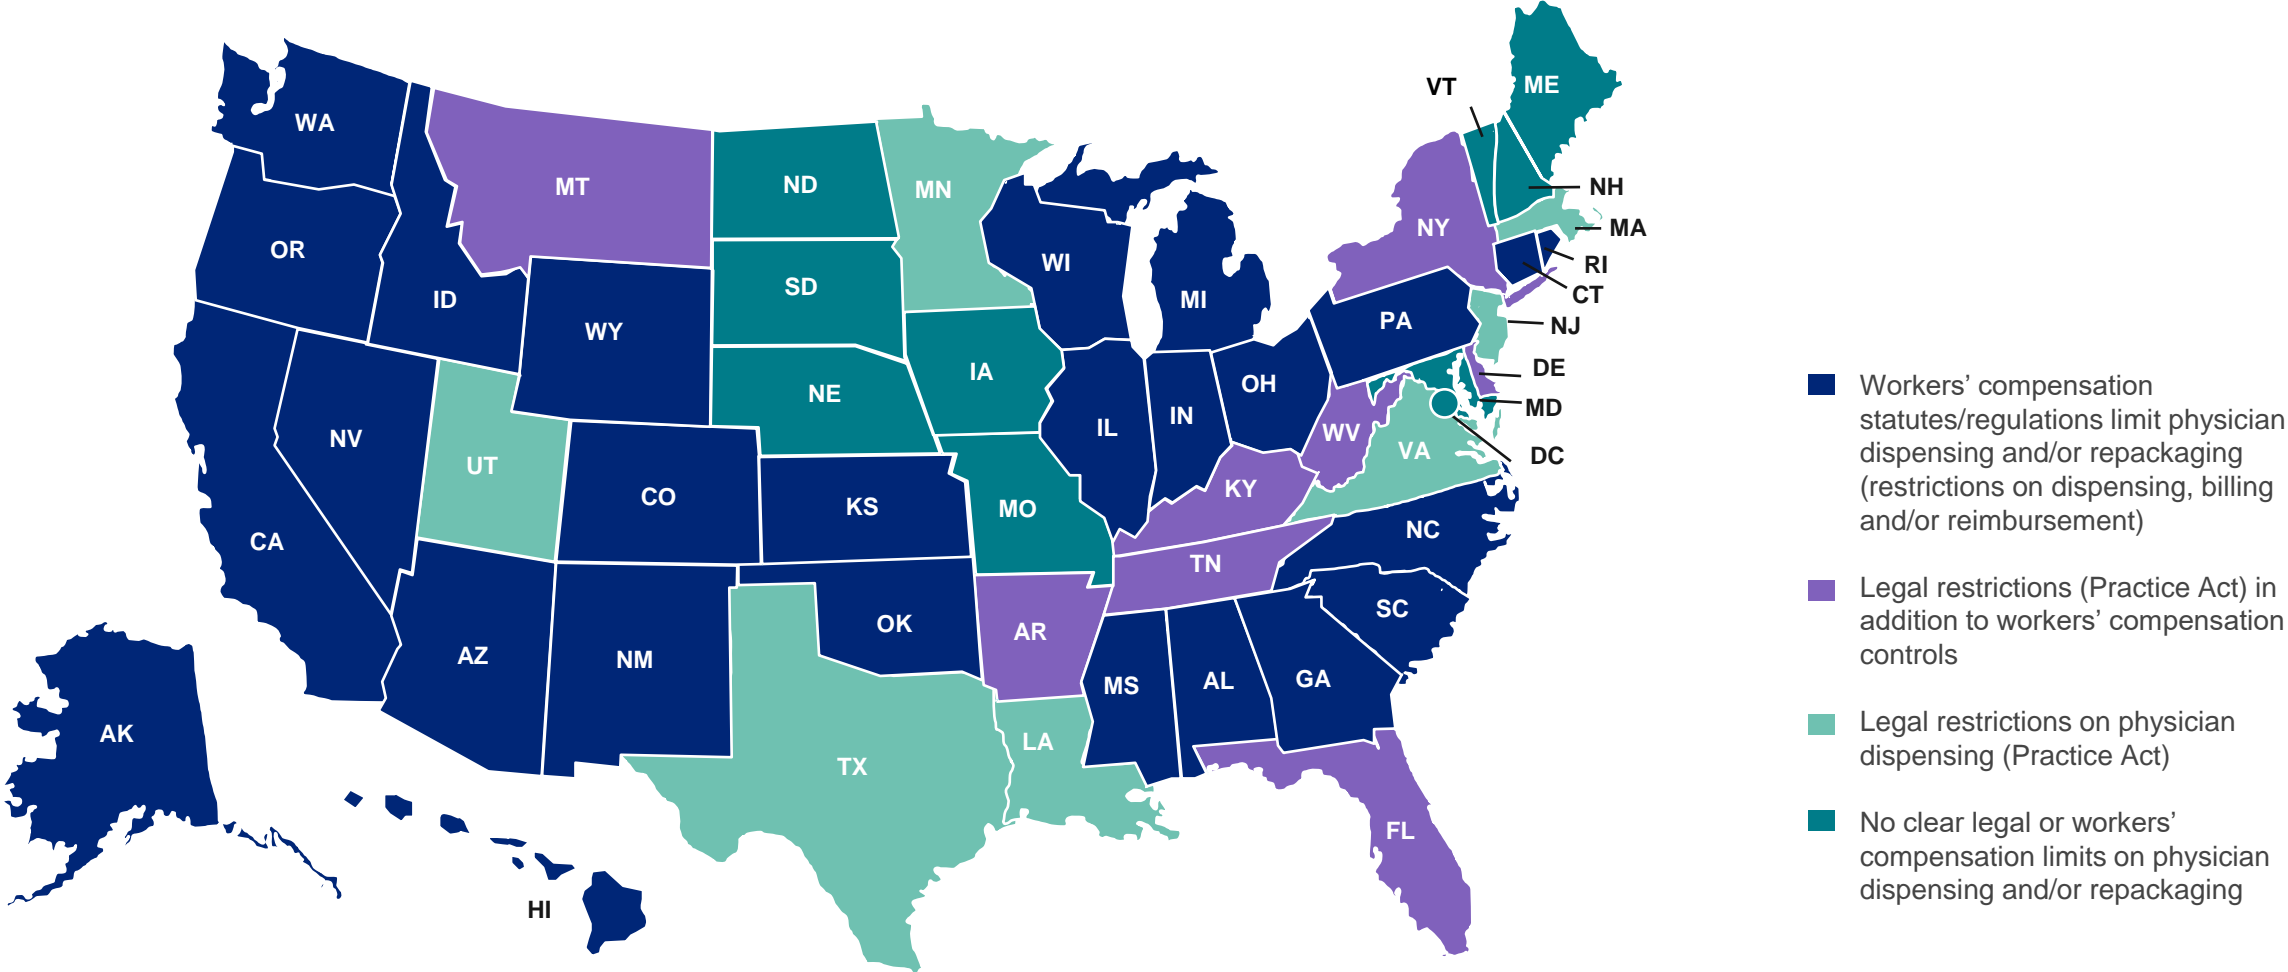 ME
VT
WA
MT
ND
MN
NH
NY
MA
OR
WI
RI
SD
ID
MI
CT
PA
NJ
WY
DE
IA
OH
NE
MD
IN
IL
WV
NV
VA
DC
UT
KY
CO
KS
MO
NC
CA
TN
SC
OK
AR
AZ
NM
GA
AL
MS
AK
LA
TX
FL
HI
Workers’ compensation
statutes/regulations limit physician
dispensing and/or repackaging
(restrictions on dispensing, billing
and/or reimbursement)
Legal restrictions (Practice Act) in
addition to workers’ compensation
controls
Legal restrictions on physician
dispensing (Practice Act)
No clear legal or workers’
compensation limits on physician
dispensing and/or repackaging